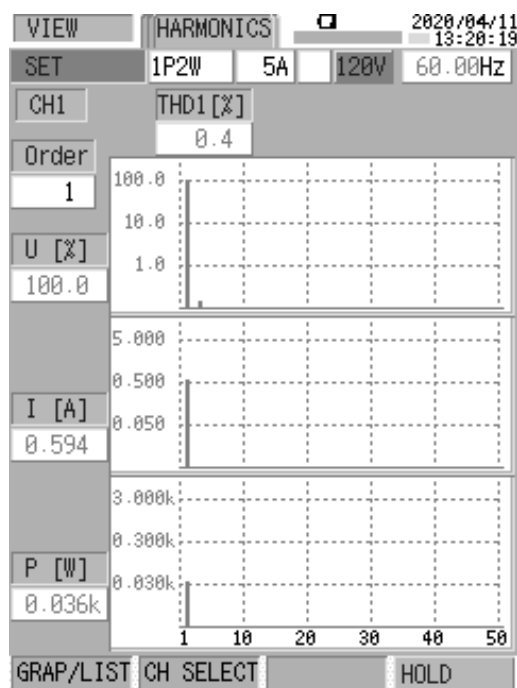 VIEW HARMONICS 2020/04/11
13:20:19
SET 1P2W 5A 120V 60.00Hz
CH1 THD1[%]
0.4
Order
1
U [%]
100.0
100.0
10.0
1.0
I [A]
0.594
5.000
0.500
0.050
P [W]
0.036k
3.000k
0.300k
0.030k
1 10 20 30 40 50
GRAP/LIST CH SELECT HOLD